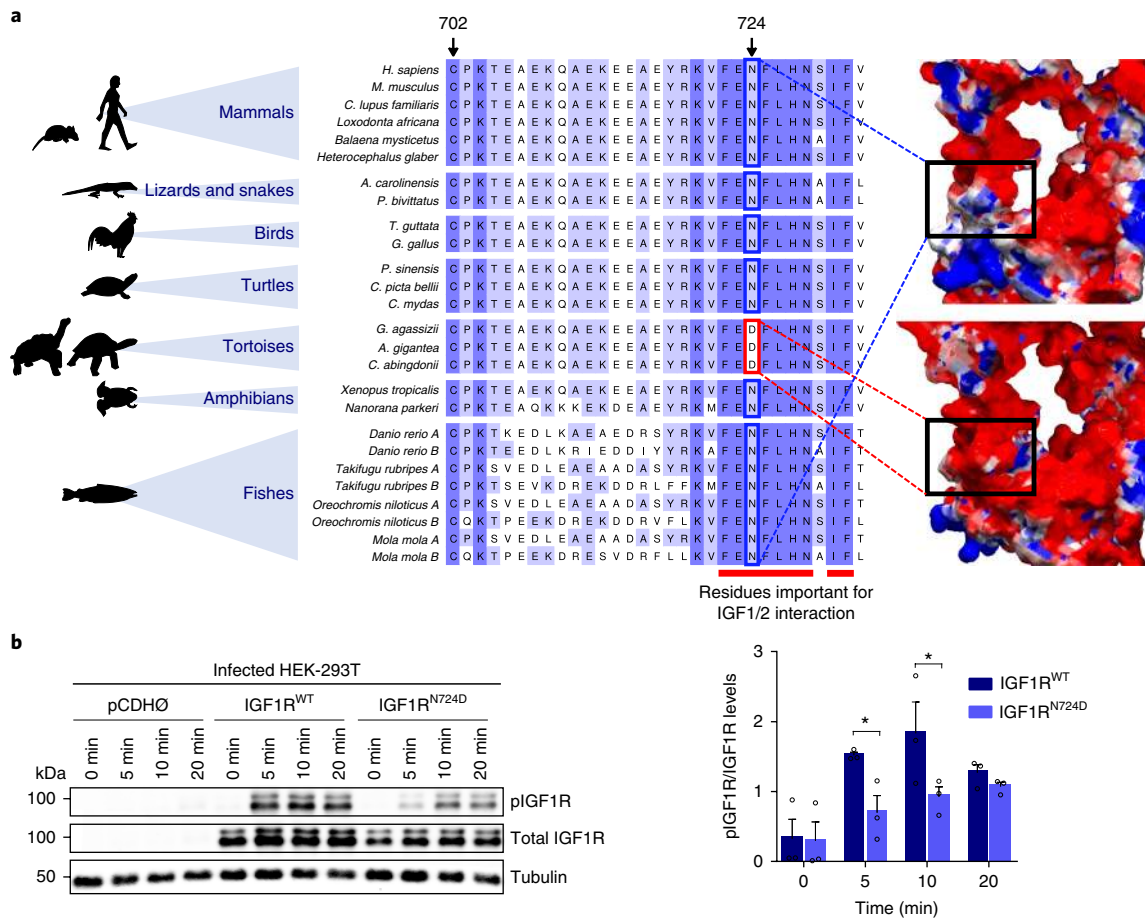 a
702
724
Mammals
Lizards and snakes
Birds
Turtles
Tortoises
Amphibians
Fishes
H. sapiens C P K T E A E K Q A E K E E A E Y R K V F E N F L H N S I F V
M. musculus C P K T E A E K Q A E K E E A E Y R K V F E N F L H N S I F V
C. lupus familiaris C P K T E A E K Q A E K E E A E Y R K V F E N F L H N S I F V
Loxodonta africana C P K T E A E K Q A E K E E A E Y R K V F E N F L H N S I F V
Balaena mysticetus C P K T E A E K Q A E K E E A E Y R K V F E N F L H N A I F V
Heterocephalus glaber C P K T E A E K Q A E K E E A E Y R K V F E N F L H N S I F V
A. carolinensis C P K T E A E K Q A E K E E A E Y R K V F E N F L H N A I F L
P. bivittatus C P K T E A E K Q A E K E E A E Y R K V F E N F L H N A I F L
T. guttata C P K T E A E K Q A E K E E A E Y R K V F E N F L H N S I F V
G. gallus C P K T E A E K Q A E K E E A E Y R K V F E N F L H N S I F V
P. sinensis C P K T E A E K Q A E K E E A E Y R K V F E N F L H N S I F V
C. picta bellii C P K T E A E K Q A E K E E A E Y R K V F E N F L H N S I F V
C. mydas C P K T E A E K Q A E K E E A E Y R K V F E N F L H N S I F V
G. agassizii C P K T E A E K Q A E K E E A E Y R K V F E D F L H N S I F V
A. gigantea C P K T E A E K Q A E K E E A E Y R K V F E D F L H N S I F V
C. abingdonii C P K T E A E K Q A E K E E A E Y R K V F E D F L H N S I F V
Xenopus tropicalis C P K T E A E K Q A E K E E A E Y R K V F E N F L H N S I F V
Nanorana parkeri C P K T E A Q K K K E K D E A E Y R K M F E N F L H N S I F V
Danio rerio A C P K T K E D L K A E A E D R S Y R K V F E N F L H N S I F T
Danio rerio B C P K T E E D L K R I E D D I Y Y R K A F E N F L H N A I F T
Takifugu rubripes A C P K S V E D L E A E A A D A S Y R K V F E N F L H N S I F T
Takifugu rubripes B C P K T S E V K D R E K D D R L F F K M F E N F L H N A I F L
Oreochromis niloticus A C P K S V E D L E A E A A D A S Y R K V F E N F L H N S I F T
Oreochromis niloticus B C Q K T P E E K D R E K D D R V F L K V F E N F L H N S I F L
Mola mola A C P K S V E D L E A E A A D A S Y R K V F E N F L H N S I F T
Mola mola B C Q K T P E E K D R E S V D R F L L K V F E N F L H N A I F L
Residues important for
IGF1/2 interaction
b
Infected HEK-293T
pCDHØ IGF1R^WT IGF1R^N724D
kDa 0 min 5 min 10 min 20 min 0 min 5 min 10 min 20 min 0 min 5 min 10 min 20 min
100 pIGF1R
100 Total IGF1R
50 Tubulin
pIGF1R/IGF1R levels
3
2
1
0
* *
IGF1R^WT
IGF1R^N724D
0 5 10 20
Time (min)